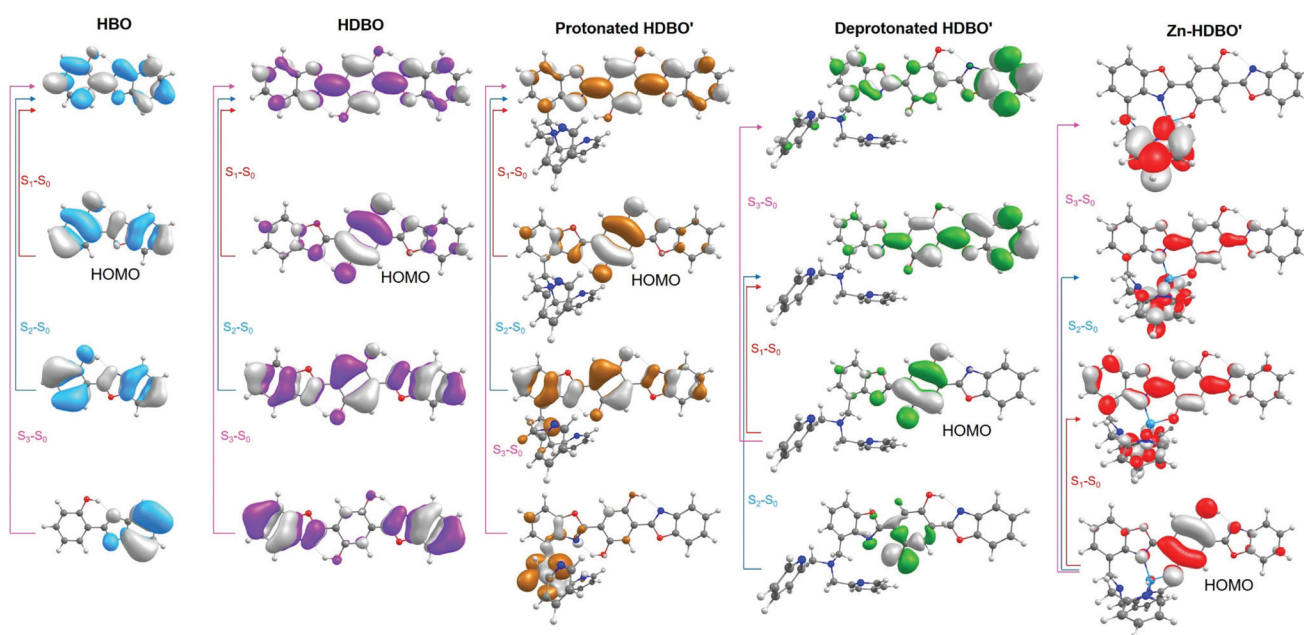 HBO
HDBO
Protonated HDBO'
Deprotonated HDBO'
Zn-HDBO'
S₁–S₀
HOMO
S₂–S₀
S₃–S₀
S₁–S₀
HOMO
S₂–S₀
S₃–S₀
S₁–S₀
HOMO
S₂–S₀
S₃–S₀
S₃–S₀
S₁–S₀
HOMO
S₂–S₀
S₃–S₀
S₂–S₀
S₁–S₀
HOMO